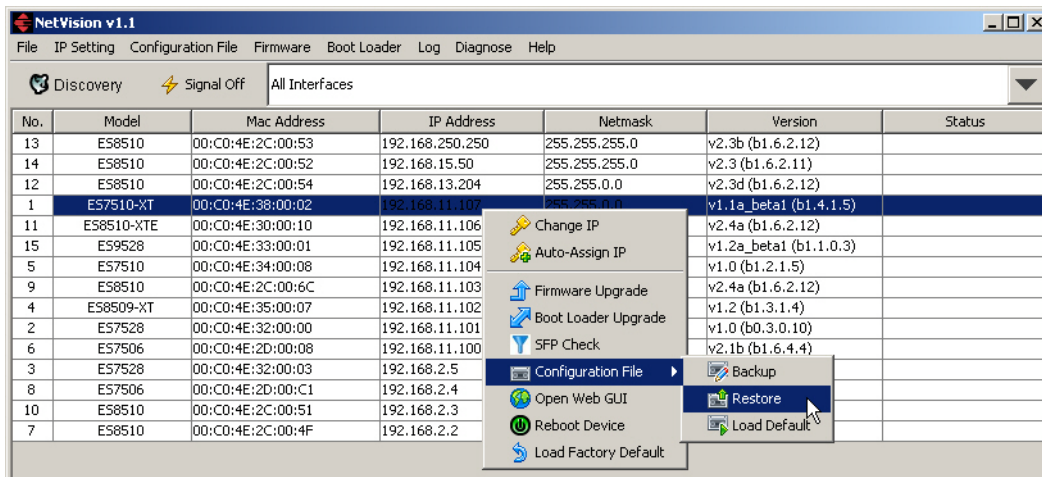 NetVision v1.1
File IP Setting Configuration File Firmware Boot Loader Log Diagnose Help
Discovery Signal Off All Interfaces
No. Model Mac Address IP Address Netmask Version Status
13 ES8510 00:C0:4E:2C:00:53 192.168.250.250 255.255.255.0 v2.3b (b1.6.2.12)
14 ES8510 00:C0:4E:2C:00:52 192.168.15.50 255.255.255.0 v2.3 (b1.6.2.11)
12 ES8510 00:C0:4E:2C:00:54 192.168.13.204 255.255.0.0 v2.3d (b1.6.2.12)
1 ES7510-XT 00:C0:4E:38:00:02 192.168.11.107 255.255.0.0 v1.1a_beta1 (b1.4.1.5)
11 ES8510-XTE 00:C0:4E:30:00:10 192.168.11.106 v2.4a (b1.6.2.12)
15 ES9528 00:C0:4E:33:00:01 192.168.11.105 v1.2a_beta1 (b1.1.0.3)
5 ES7510 00:C0:4E:34:00:08 192.168.11.104 v1.0 (b1.2.1.5)
9 ES8510 00:C0:4E:2C:00:6C 192.168.11.103 v2.4a (b1.6.2.12)
4 ES8509-XT 00:C0:4E:35:00:07 192.168.11.102 v1.2 (b1.3.1.4)
2 ES7528 00:C0:4E:32:00:00 192.168.11.101 v1.0 (b0.3.0.10)
6 ES7506 00:C0:4E:2D:00:08 192.168.11.100 v2.1b (b1.6.4.4)
3 ES7528 00:C0:4E:32:00:03 192.168.2.5
8 ES7506 00:C0:4E:2D:00:C1 192.168.2.4
10 ES8510 00:C0:4E:2C:00:51 192.168.2.3
7 ES8510 00:C0:4E:2C:00:4F 192.168.2.2
Change IP
Auto-Assign IP
Firmware Upgrade
Boot Loader Upgrade
SFP Check
Configuration File
Open Web GUI
Reboot Device
Load Factory Default
Backup
Restore
Load Default